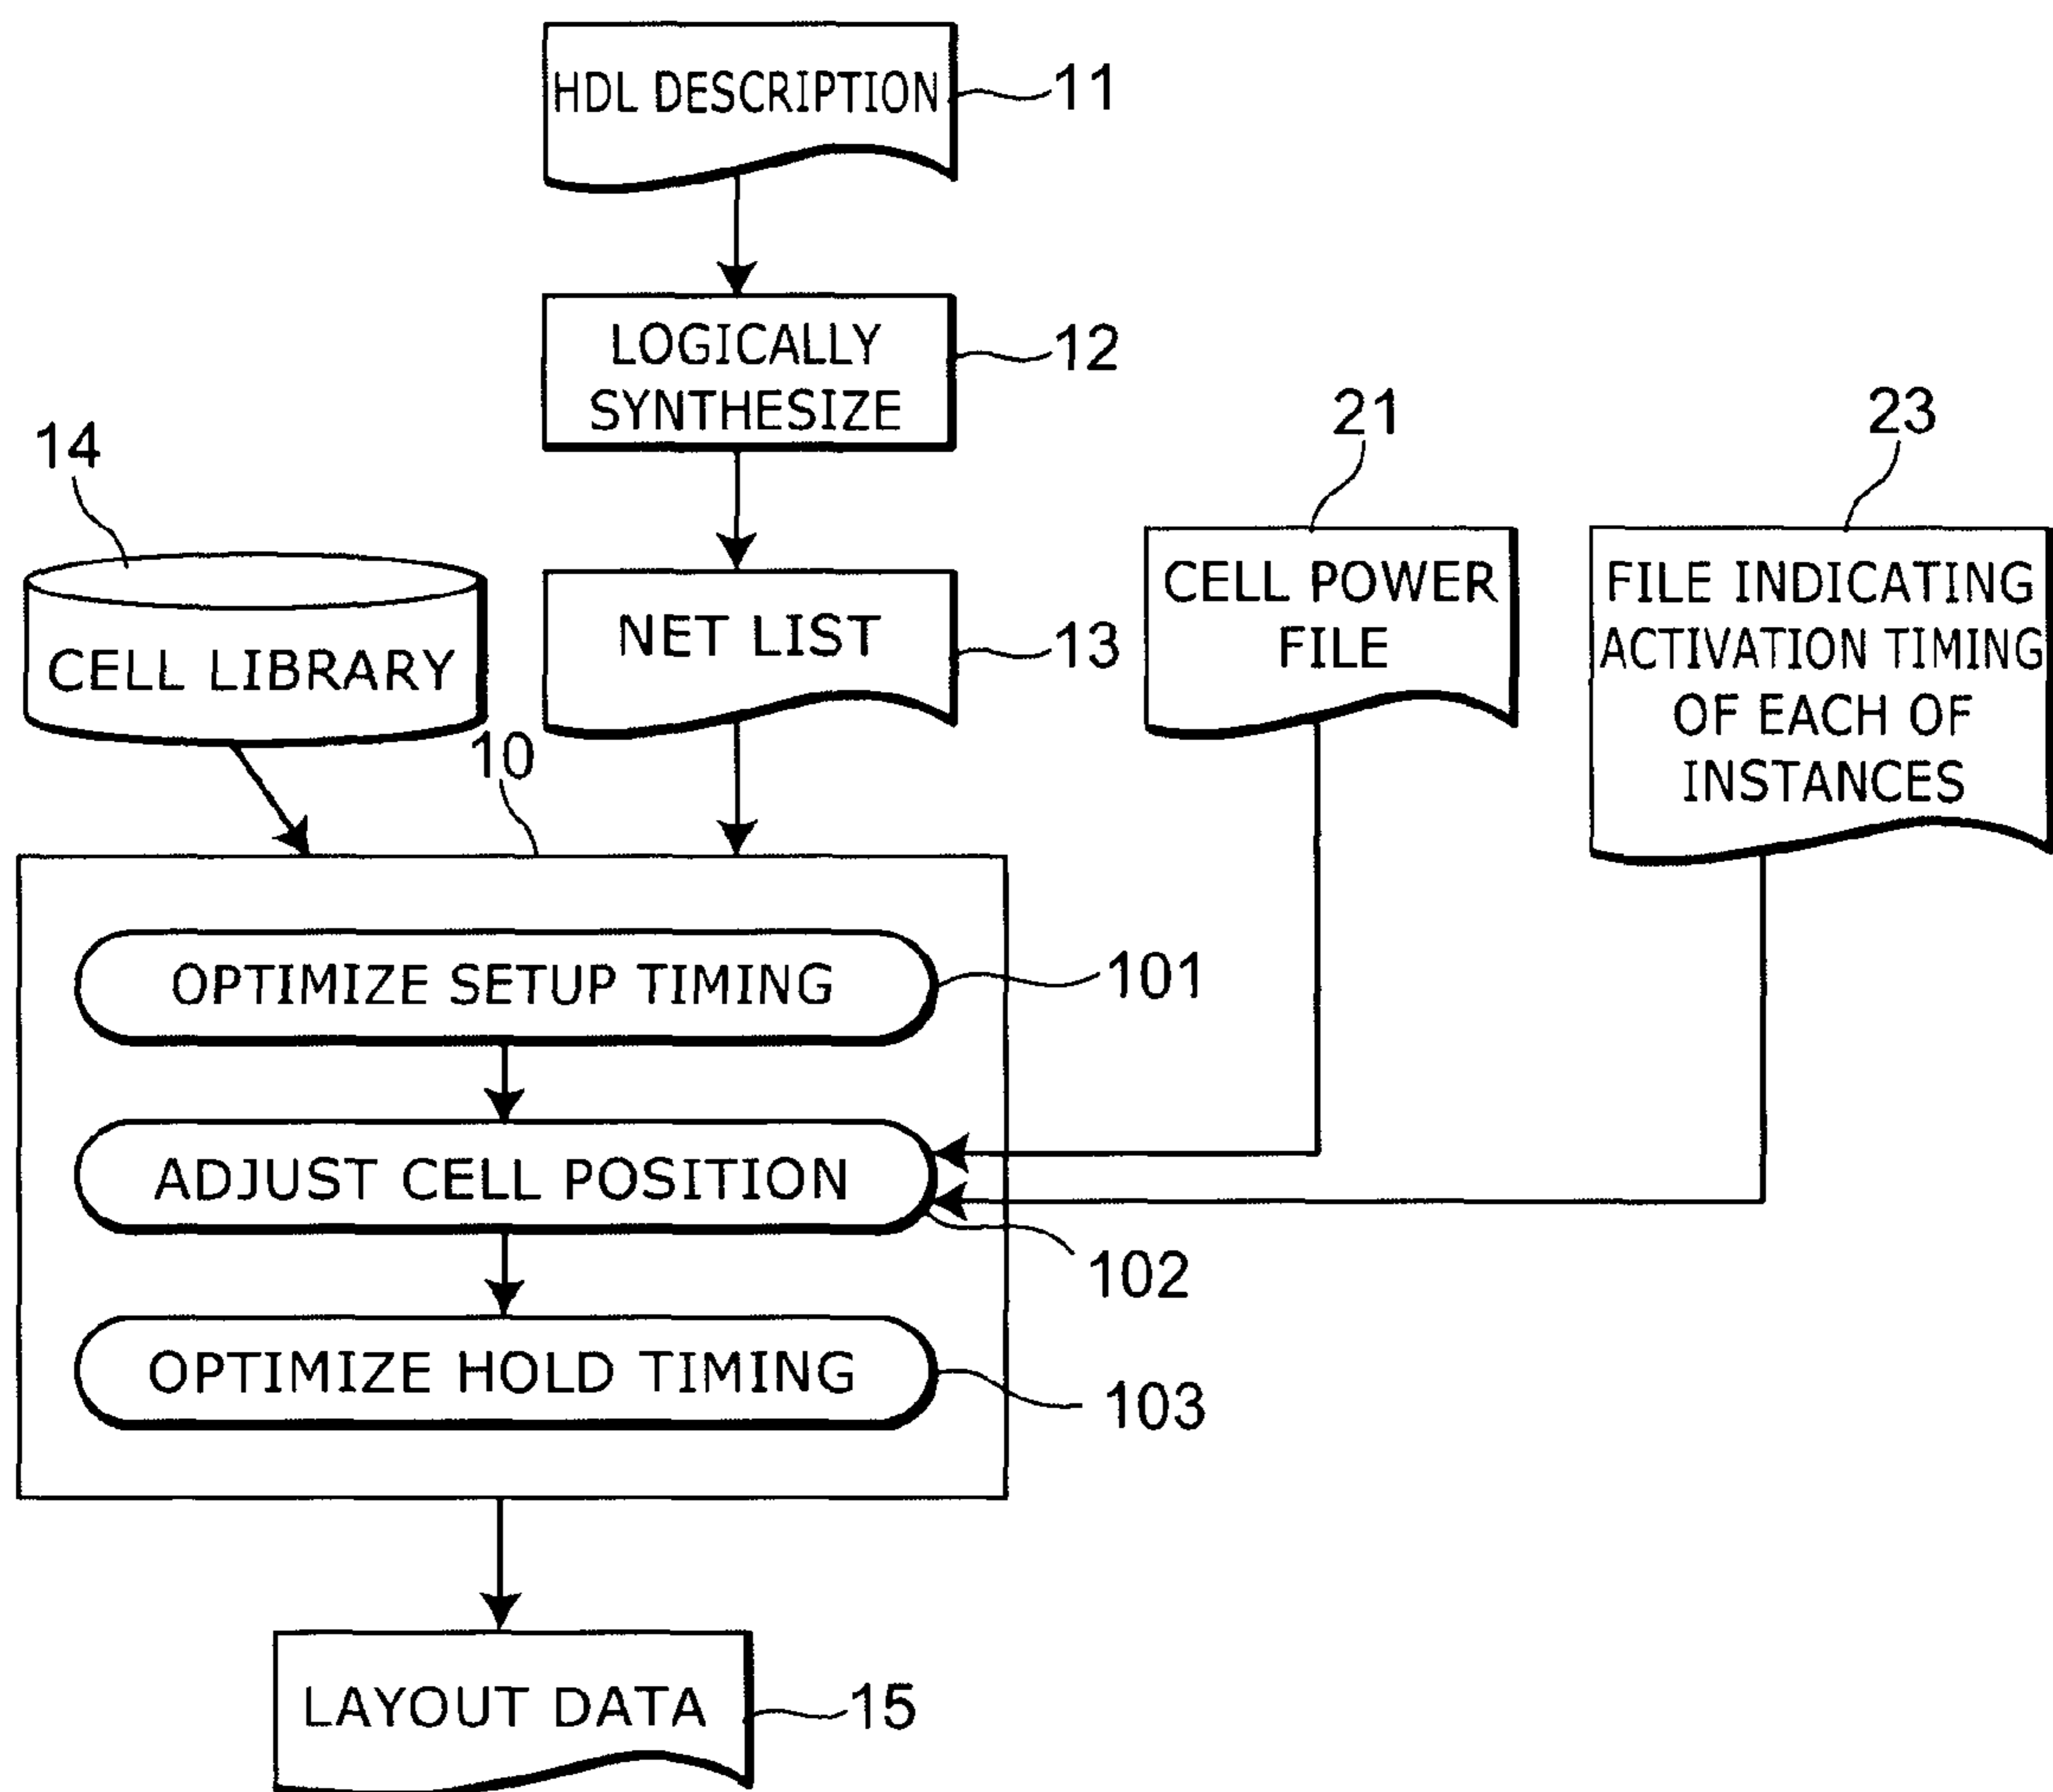 HDL DESCRIPTION
11
LOGICALLY
SYNTHESIZE
12
14
21
23
CELL LIBRARY
NET LIST
13
CELL POWER
FILE
FILE INDICATING
ACTIVATION TIMING
OF EACH OF
INSTANCES
10
OPTIMIZE SETUP TIMING
101
ADJUST CELL POSITION
102
OPTIMIZE HOLD TIMING
103
LAYOUT DATA
15